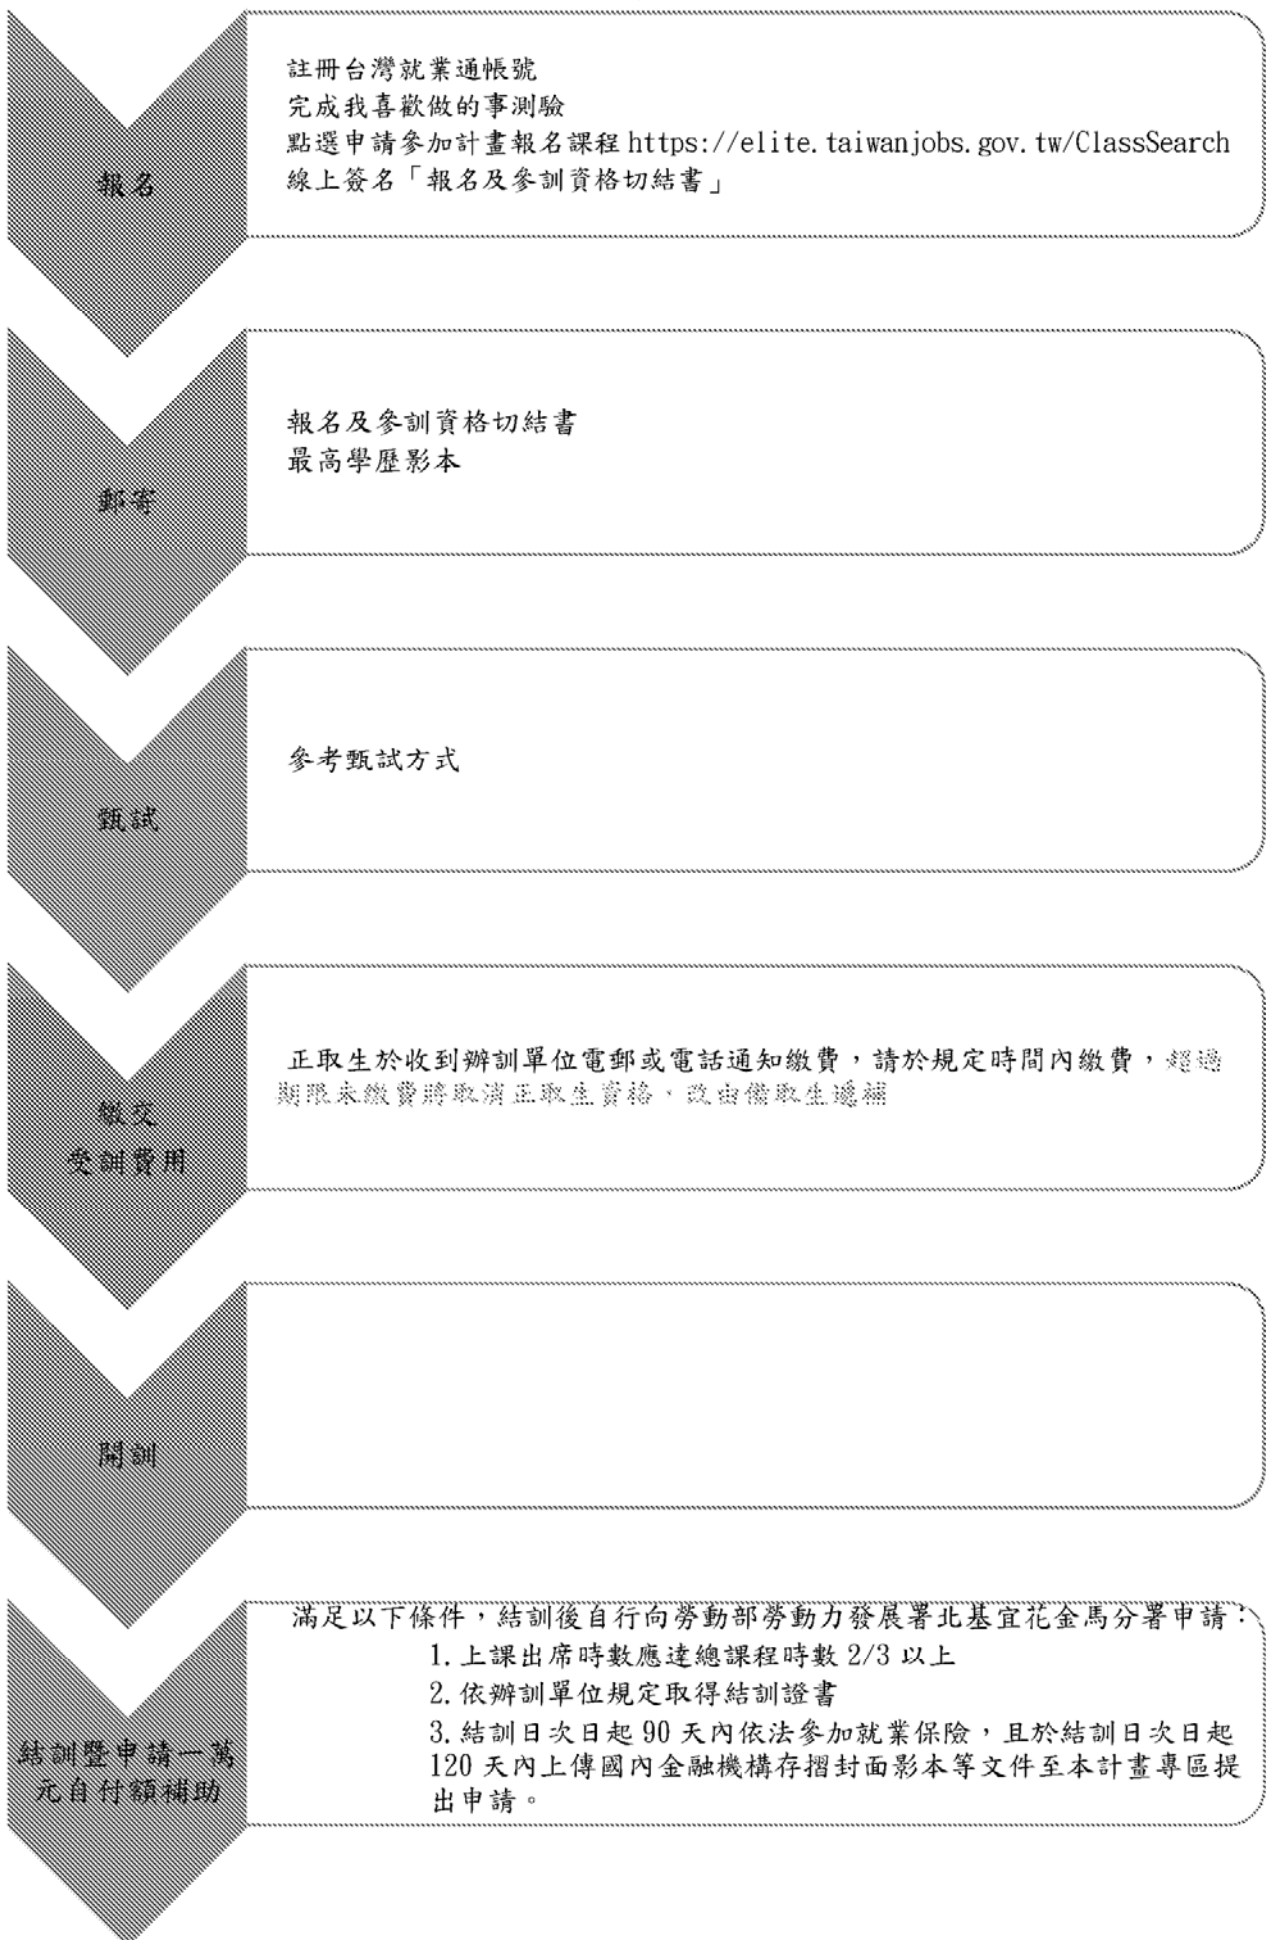 報名
註冊台灣就業通帳號
完成我喜歡做的事測驗
點選申請參加計畫報名課程 https://elite.taiwanjobs.gov.tw/ClassSearch
線上簽名「報名及參訓資格切結書」
郵寄
報名及參訓資格切結書
最高學歷影本
甄試
參考甄試方式
繳交
受訓費用
正取生於收到辦訓單位電郵或電話通知繳費，請於規定時間內繳費，超過
期限未繳費將取消正取生資格，改由備取生遞補
開訓
結訓暨申請一萬
元自付額補助
滿足以下條件，結訓後自行向勞動部勞動力發展署北基宜花金馬分署申請：
1. 上課出席時數應達總課程時數 2/3 以上
2. 依辦訓單位規定取得結訓證書
3. 結訓日次日起 90 天內依法參加就業保險，且於結訓日次日起
120 天內上傳國內金融機構存摺封面影本等文件至本計畫專區提
出申請。